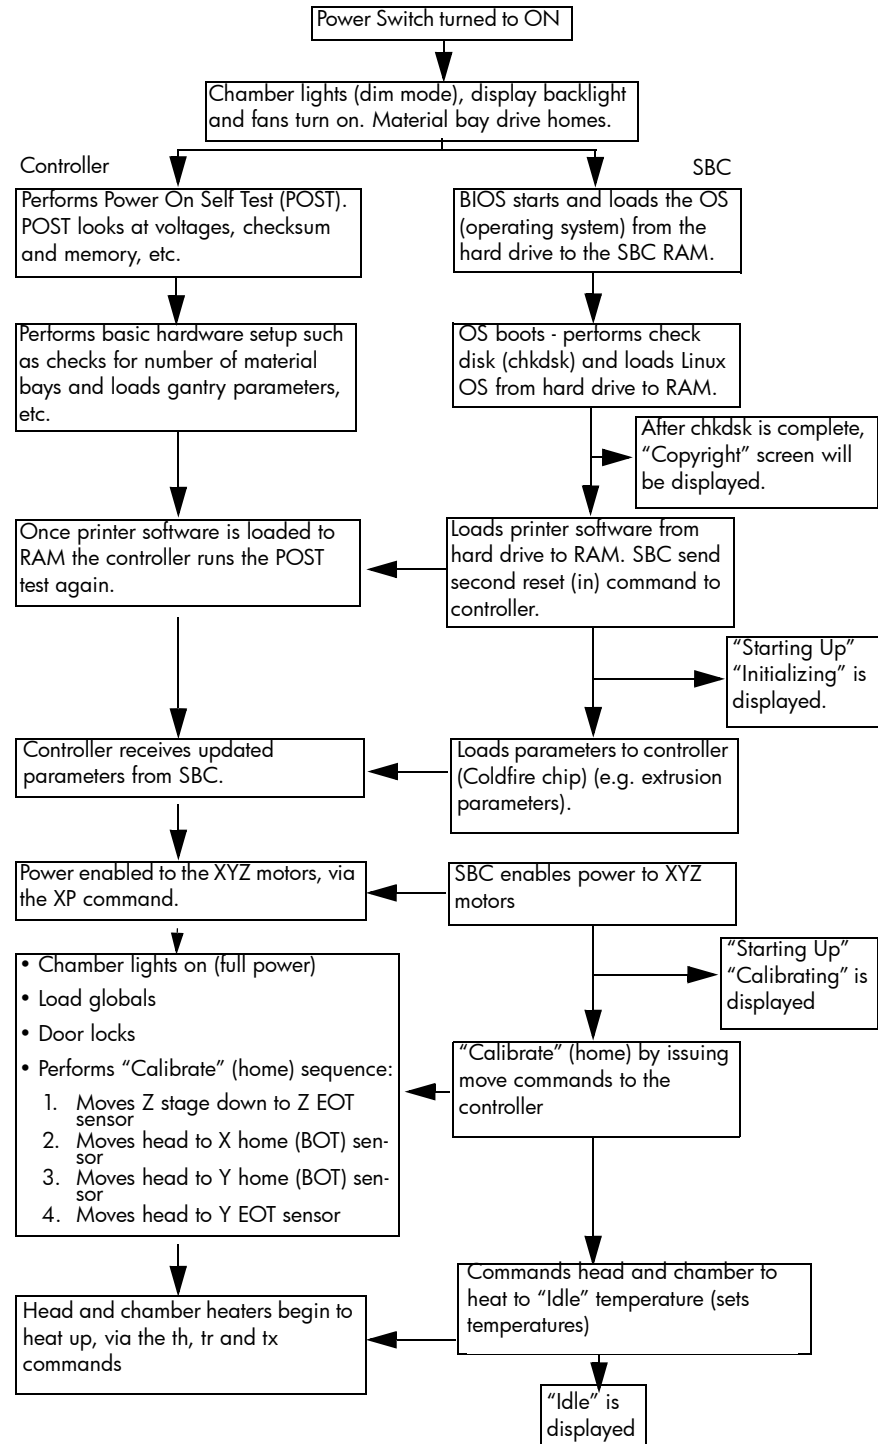 Power Switch turned to ON
Chamber lights (dim mode), display backlight
and fans turn on. Material bay drive homes.
Controller
SBC
Performs Power On Self Test (POST).
POST looks at voltages, checksum
and memory, etc.
BIOS starts and loads the OS
(operating system) from the
hard drive to the SBC RAM.
Performs basic hardware setup such
as checks for number of material
bays and loads gantry parameters,
etc.
OS boots - performs check
disk (chkdsk) and loads Linux
OS from hard drive to RAM.
After chkdsk is complete,
“Copyright” screen will
be displayed.
Once printer software is loaded to
RAM the controller runs the POST
test again.
Loads printer software from
hard drive to RAM. SBC send
second reset (in) command to
controller.
“Starting Up”
“Initializing” is
displayed.
Controller receives updated
parameters from SBC.
Loads parameters to controller
(Coldfire chip) (e.g. extrusion
parameters).
Power enabled to the XYZ motors, via
the XP command.
SBC enables power to XYZ
motors
“Starting Up”
“Calibrating” is
displayed
• Chamber lights on (full power)
• Load globals
• Door locks
• Performs “Calibrate” (home) sequence:
1. Moves Z stage down to Z EOT
sensor
2. Moves head to X home (BOT) sen-
sor
3. Moves head to Y home (BOT) sen-
sor
4. Moves head to Y EOT sensor
“Calibrate” (home) by issuing
move commands to the
controller
Head and chamber heaters begin to
heat up, via the th, tr and tx
commands
Commands head and chamber to
heat to “Idle” temperature (sets
temperatures)
“Idle” is
displayed